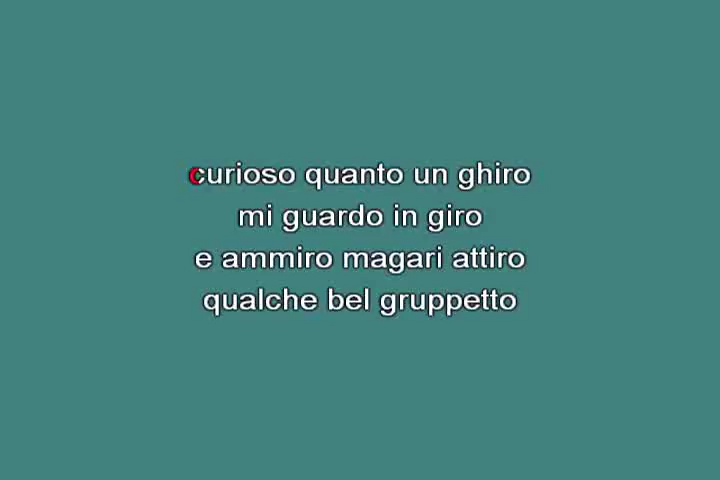 curioso quanto un ghiro
mi guardo in giro
e ammiro magari attiro
qualche bel gruppetto